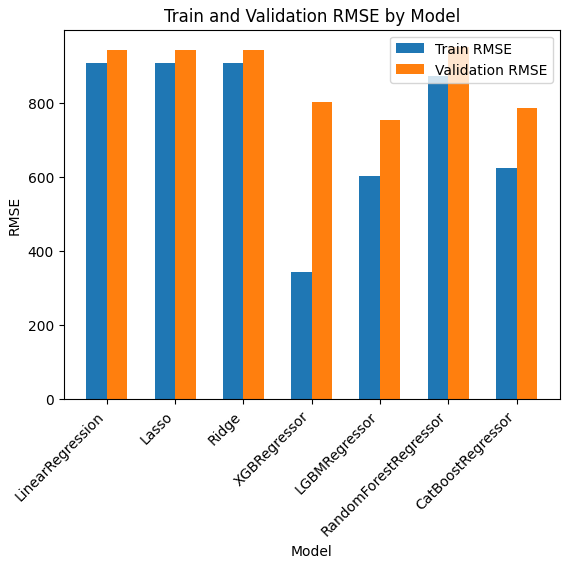 Train and Validation RMSE by Model
Train RMSE
Validation RMSE
800
600
400
200
0
RMSE
LinearRegression
Lasso
Ridge
XGBRegressor
LGBMRegressor
RandomForestRegressor
CatBoostRegressor
Model